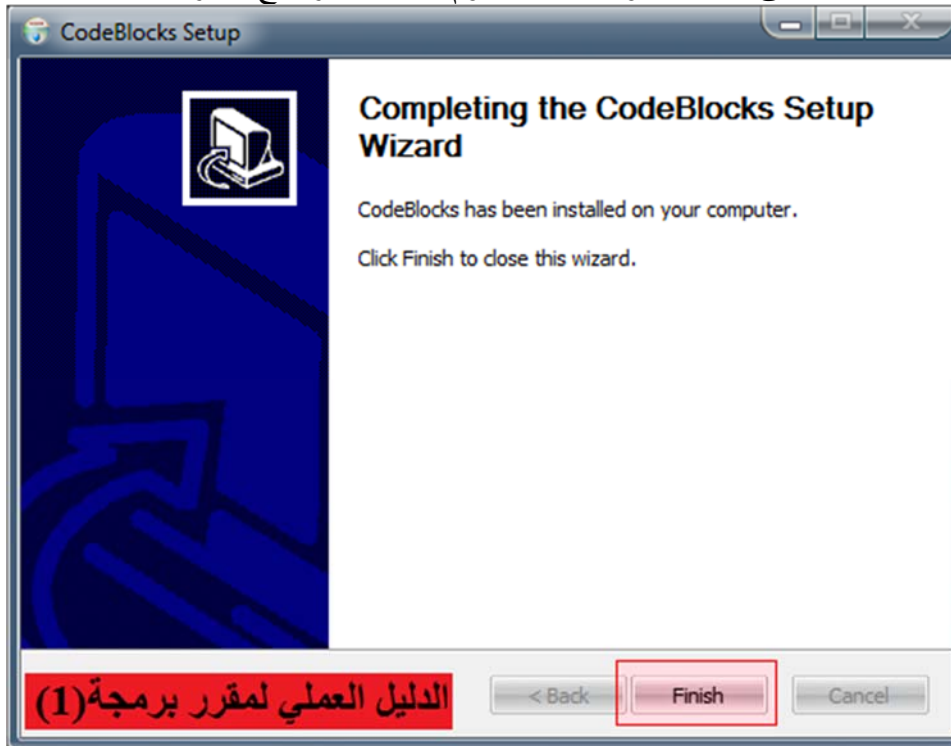 CodeBlocks Setup
Completing the CodeBlocks Setup
Wizard
CodeBlocks has been installed on your computer.
Click Finish to close this wizard.
الدليل العملي لمقرر برمجة(1)
< Back
Finish
Cancel